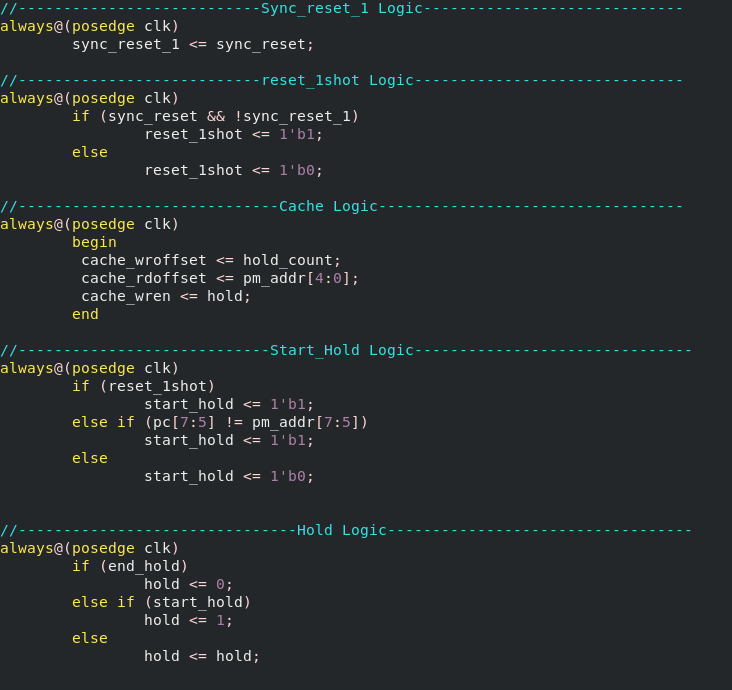 //---------------------------Sync_reset_1 Logic-----------------------------
always@(posedge clk)
        sync_reset_1 <= sync_reset;

//---------------------------reset_1shot Logic------------------------------
always@(posedge clk)
        if (sync_reset && !sync_reset_1)
                reset_1shot <= 1'b1;
        else
                reset_1shot <= 1'b0;

//-----------------------------Cache Logic----------------------------------
always@(posedge clk)
        begin
         cache_wroffset <= hold_count;
         cache_rdoffset <= pm_addr[4:0];
         cache_wren <= hold;
        end

//----------------------------Start_Hold Logic-------------------------------
always@(posedge clk)
        if (reset_1shot)
                start_hold <= 1'b1;
        else if (pc[7:5] != pm_addr[7:5])
                start_hold <= 1'b1;
        else
                start_hold <= 1'b0;


//-------------------------------Hold Logic----------------------------------
always@(posedge clk)
        if (end_hold)
                hold <= 0;
        else if (start_hold)
                hold <= 1;
        else
                hold <= hold;